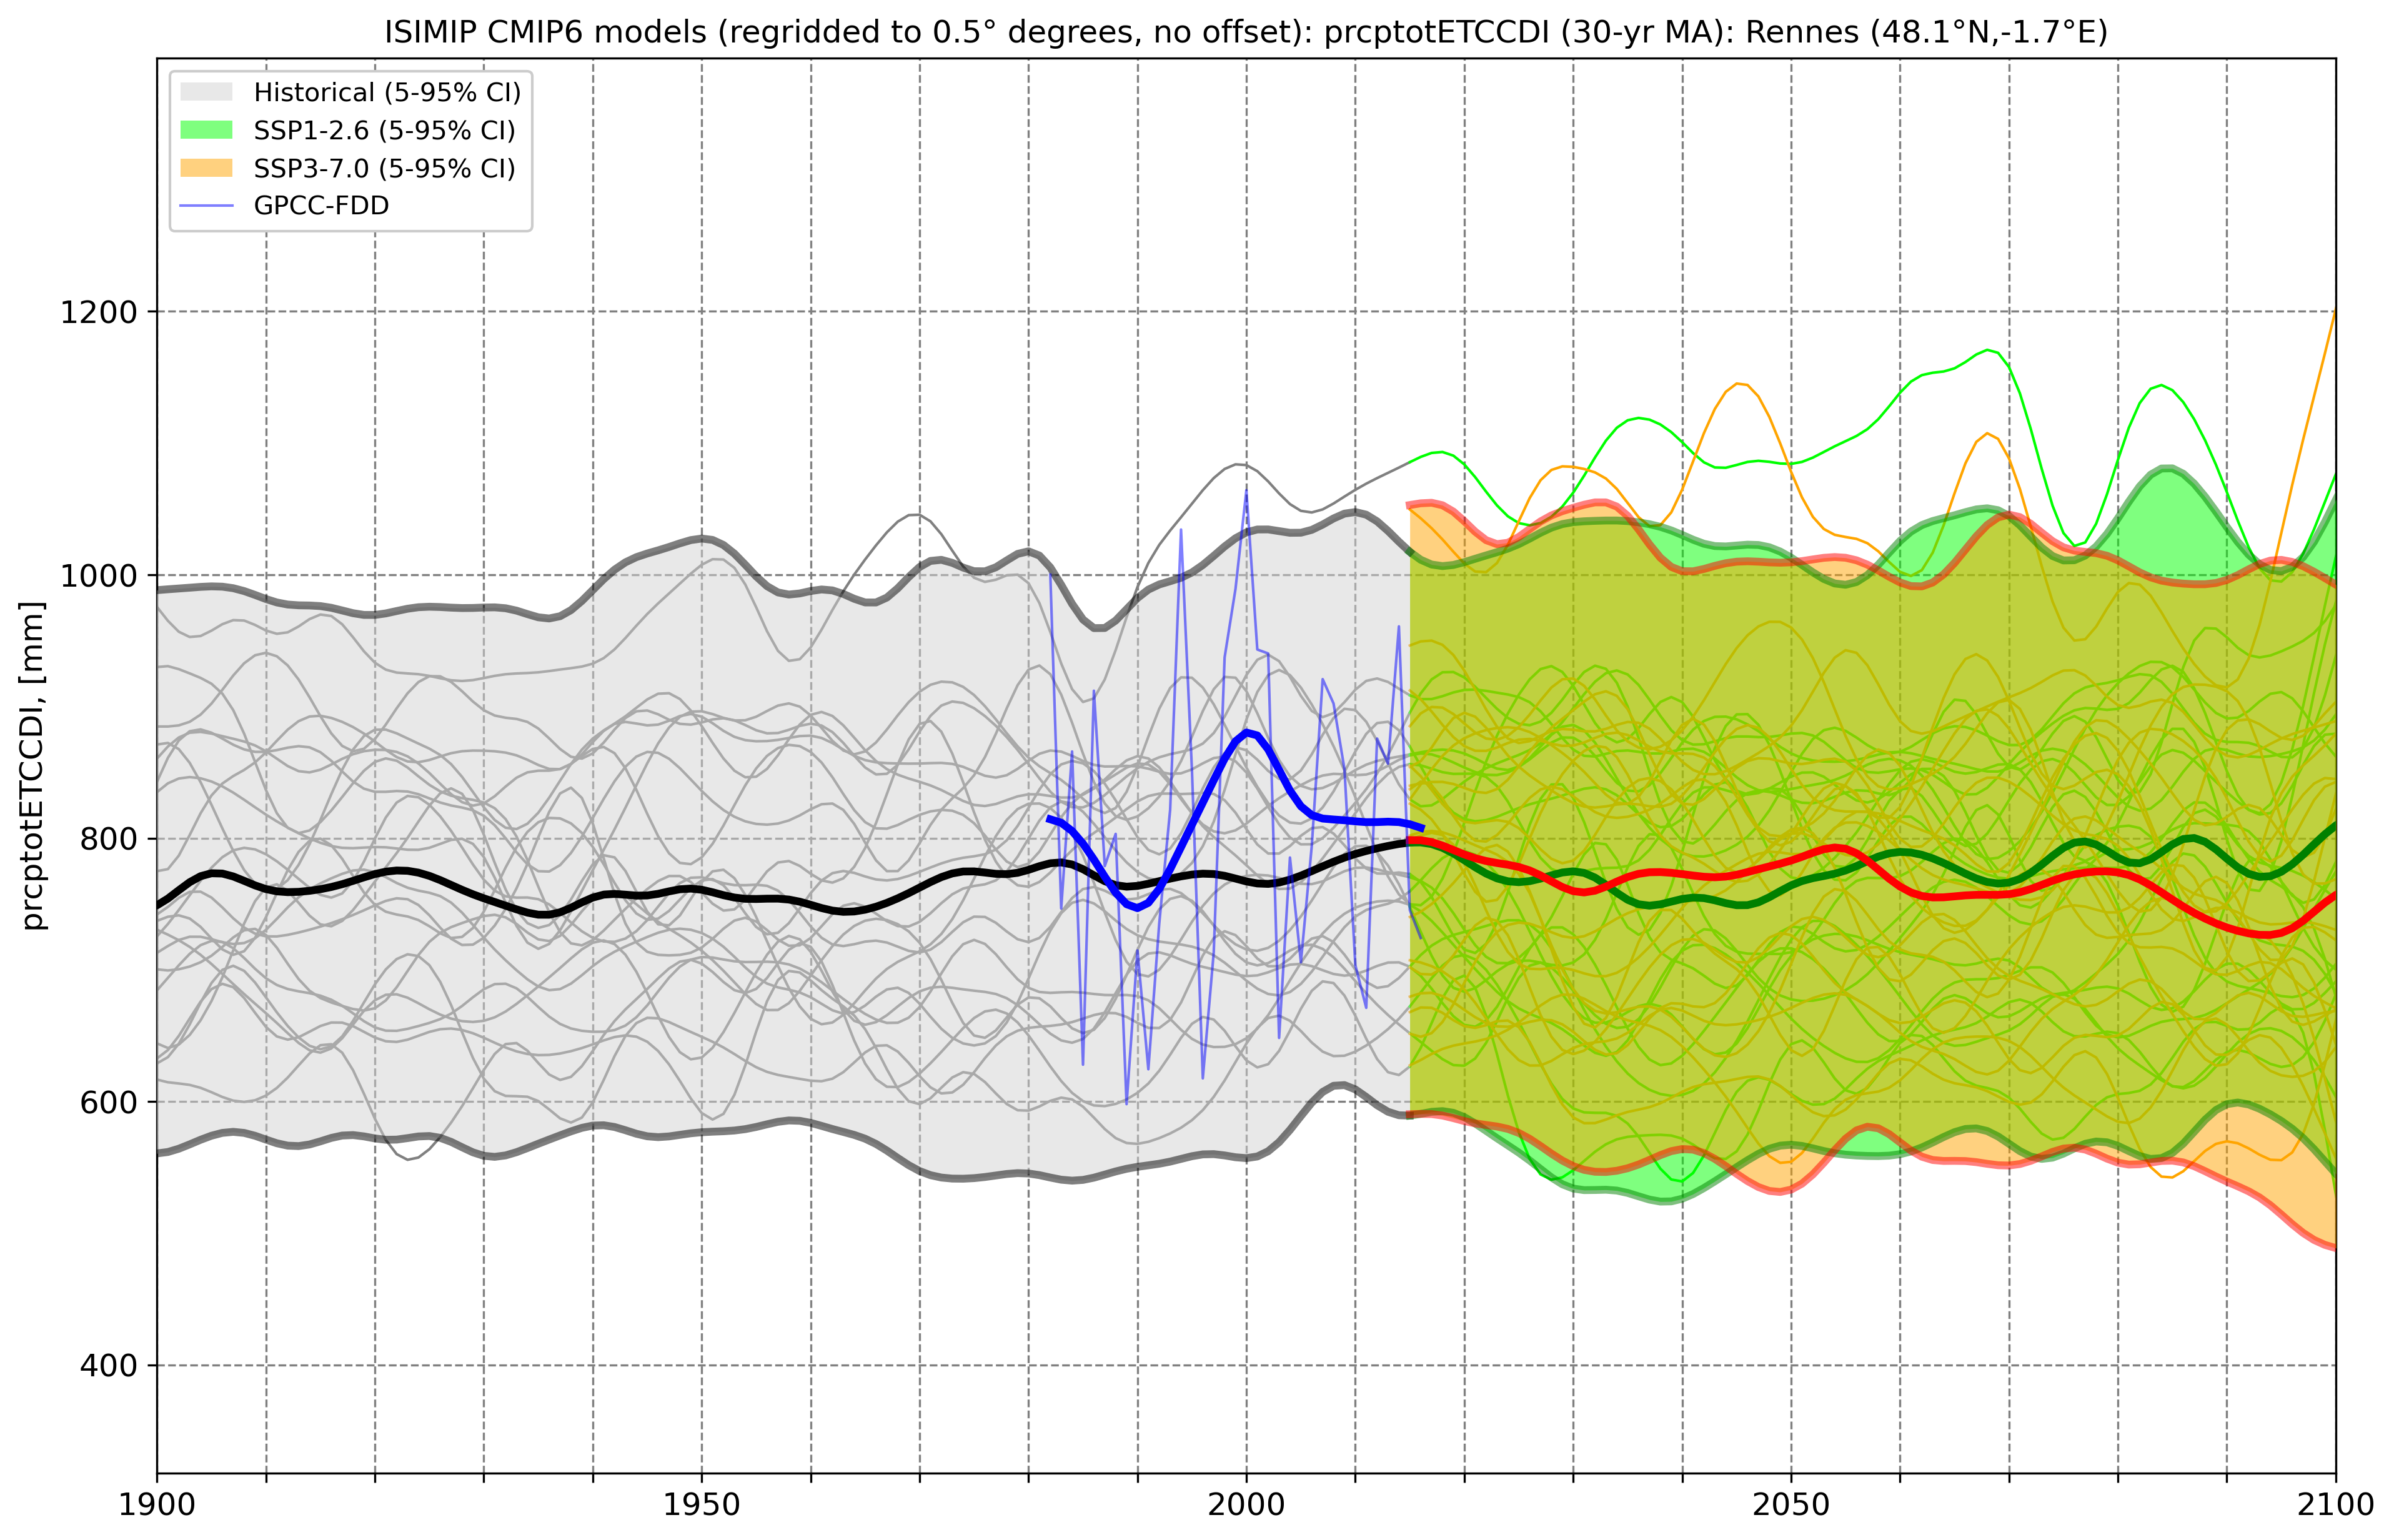 ISIMIP CMIP6 models (regridded to 0.5° degrees, no offset): prcptotETCCDI (30-yr MA): Rennes (48.1°N,-1.7°E)
Historical (5-95% CI)
SSP1-2.6 (5-95% CI)
SSP3-7.0 (5-95% CI)
GPCC-FDD
prcptotETCCDI, [mm]
1200
1000
800
600
400
1900 1950 2000 2050 2100